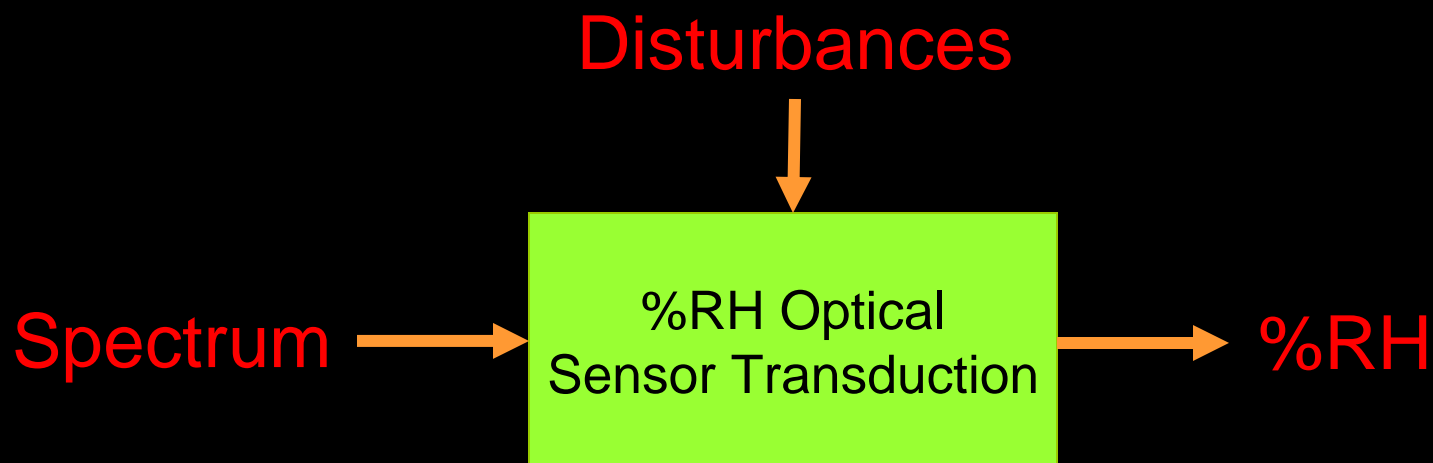 Disturbances
%RH Optical
Sensor Transduction
Spectrum
%RH